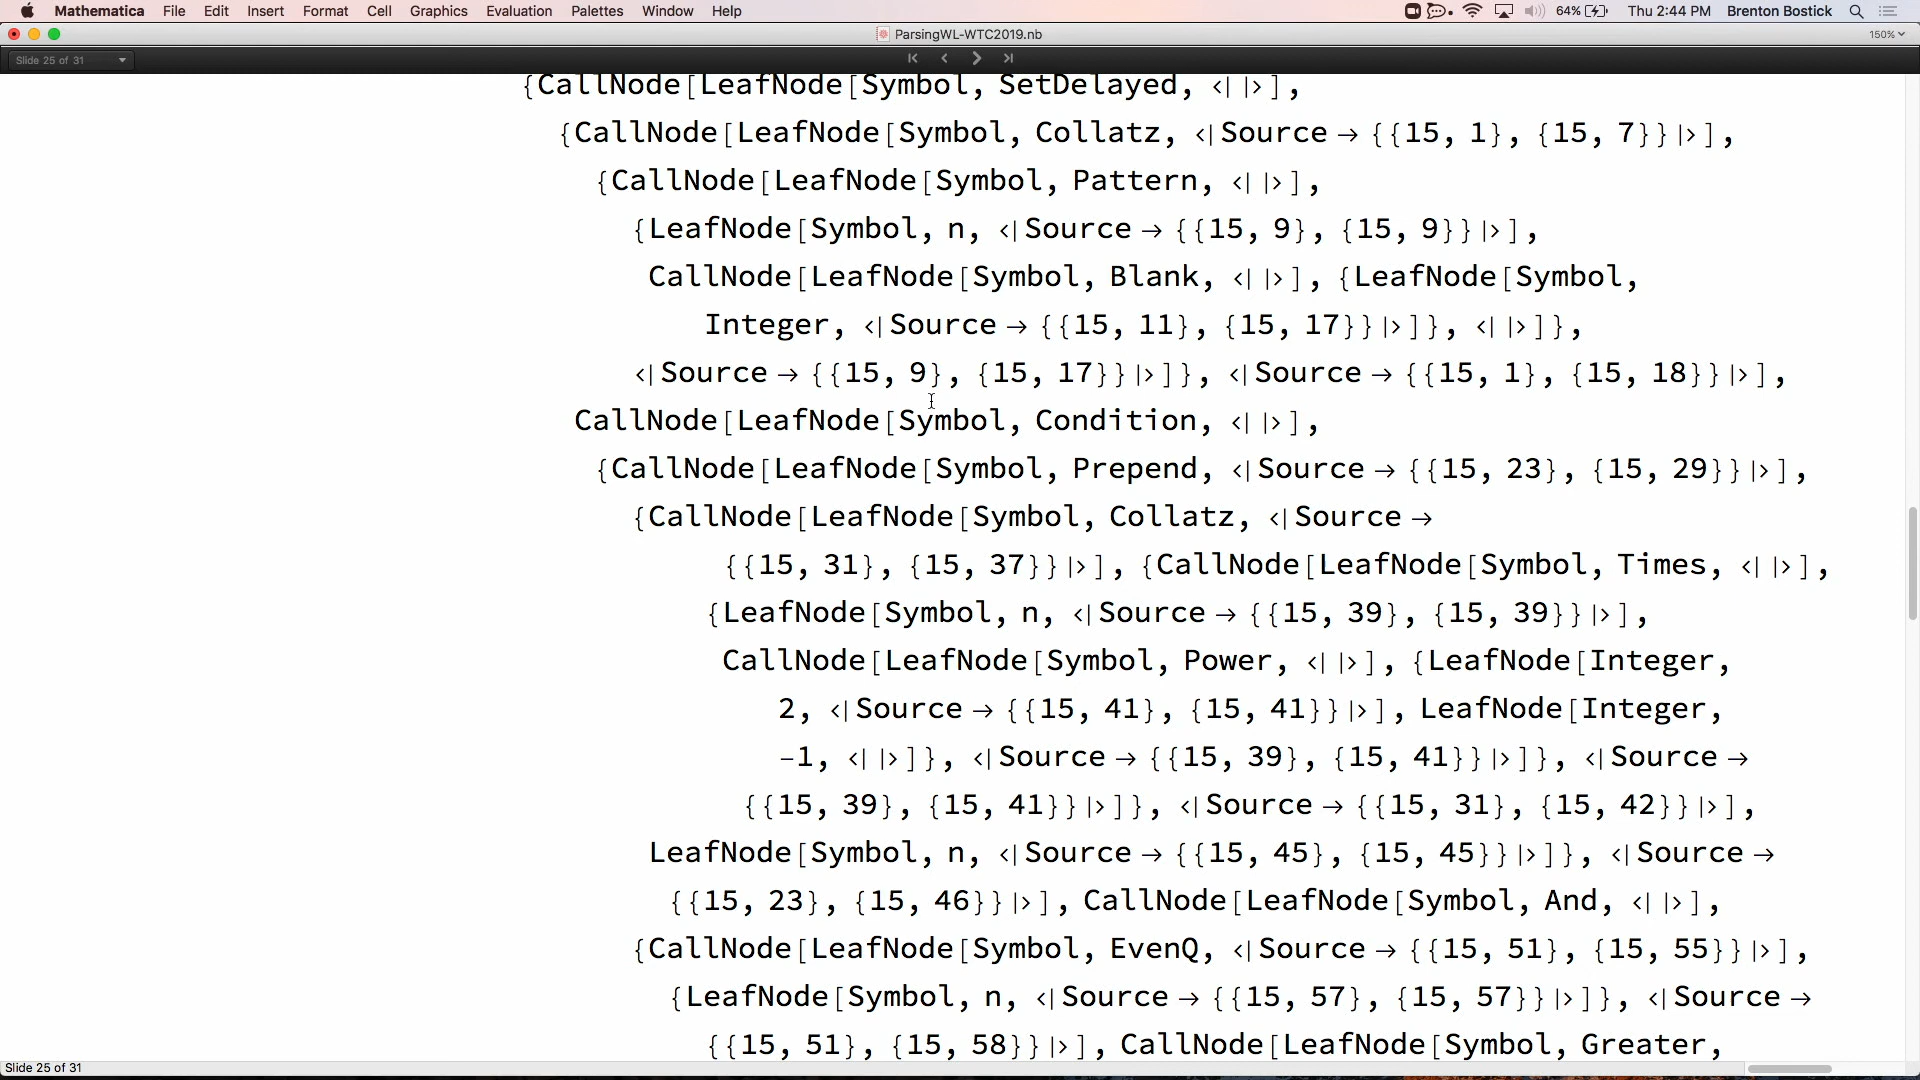 Mathematica File Edit Insert Format Cell Graphics Evaluation Palettes Window Help 64% Thu 2:44 PM Brenton Bostick
ParsingWL-WTC2019.nb 150%
Slide 25 of 31
{CallNode[LeafNode[Symbol, SetDelayed, <| |>],
{CallNode[LeafNode[Symbol, Collatz, <|Source → {{15, 1}, {15, 7}}|>],
{CallNode[LeafNode[Symbol, Pattern, <| |>],
{LeafNode[Symbol, n, <|Source → {{15, 9}, {15, 9}}|>],
CallNode[LeafNode[Symbol, Blank, <| |>], {LeafNode[Symbol,
Integer, <|Source → {{15, 11}, {15, 17}}|>]}, <| |>]},
<|Source → {{15, 9}, {15, 17}}|>]}, <|Source → {{15, 1}, {15, 18}}|>],
CallNode[LeafNode[Symbol, Condition, <| |>],
{CallNode[LeafNode[Symbol, Prepend, <|Source → {{15, 23}, {15, 29}}|>],
{CallNode[LeafNode[Symbol, Collatz, <|Source →
{{15, 31}, {15, 37}}|>], {CallNode[LeafNode[Symbol, Times, <| |>],
{LeafNode[Symbol, n, <|Source → {{15, 39}, {15, 39}}|>],
CallNode[LeafNode[Symbol, Power, <| |>], {LeafNode[Integer,
2, <|Source → {{15, 41}, {15, 41}}|>], LeafNode[Integer,
-1, <| |>]}, <|Source → {{15, 39}, {15, 41}}|>]}, <|Source →
{{15, 39}, {15, 41}}|>]}, <|Source → {{15, 31}, {15, 42}}|>],
LeafNode[Symbol, n, <|Source → {{15, 45}, {15, 45}}|>]}, <|Source →
{{15, 23}, {15, 46}}|>], CallNode[LeafNode[Symbol, And, <| |>],
{CallNode[LeafNode[Symbol, EvenQ, <|Source → {{15, 51}, {15, 55}}|>],
{LeafNode[Symbol, n, <|Source → {{15, 57}, {15, 57}}|>]}, <|Source →
{{15, 51}, {15, 58}}|>], CallNode[LeafNode[Symbol, Greater,
Slide 25 of 31